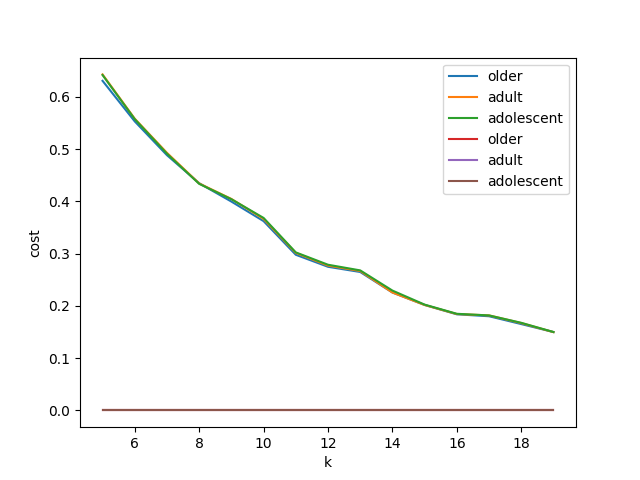 older
adult
adolescent
older
adult
adolescent
0.6
0.5
0.4
0.3
0.2
0.1
0.0
cost
6 8 10 12 14 16 18
k